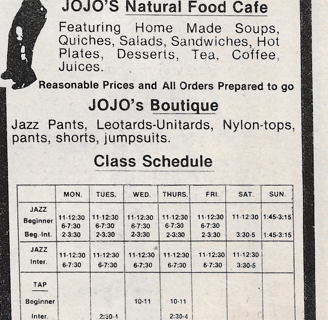 JOJO'S Natural Food Cafe
Featuring Home Made Soups,
Quiches, Salads, Sandwiches, Hot
Plates, Desserts, Tea, Coffee,
Juices.
Reasonable Prices and All Orders Prepared to go
JOJO's Boutique
Jazz Pants, Leotards-Unitards, Nylon-tops,
pants, shorts, jumpsuits.
Class Schedule
MON. TUES. WED. THURS. FRI. SAT. SUN.
JAZZ
Beginner 11-12:30 11-12:30 11-12:30 11-12:30 11-12:30 11-12:30 1:45-3:15
6-7:30 6-7:30 6-7:30 6-7:30 6-7:30
Beg.-Int. 2-3:30 2-3:30 2-3:30 2-3:30 2-3:30 3:30-5 1:45-3:15
JAZZ
Inter. 11-12:30 11-12:30 11-12:30 11-12:30 11-12:30 11-12:30
6-7:30 6-7:30 6-7:30 6-7:30 6-7:30 3:30-5
TAP
Beginner 10-11 10-11
Inter. 2:30-4